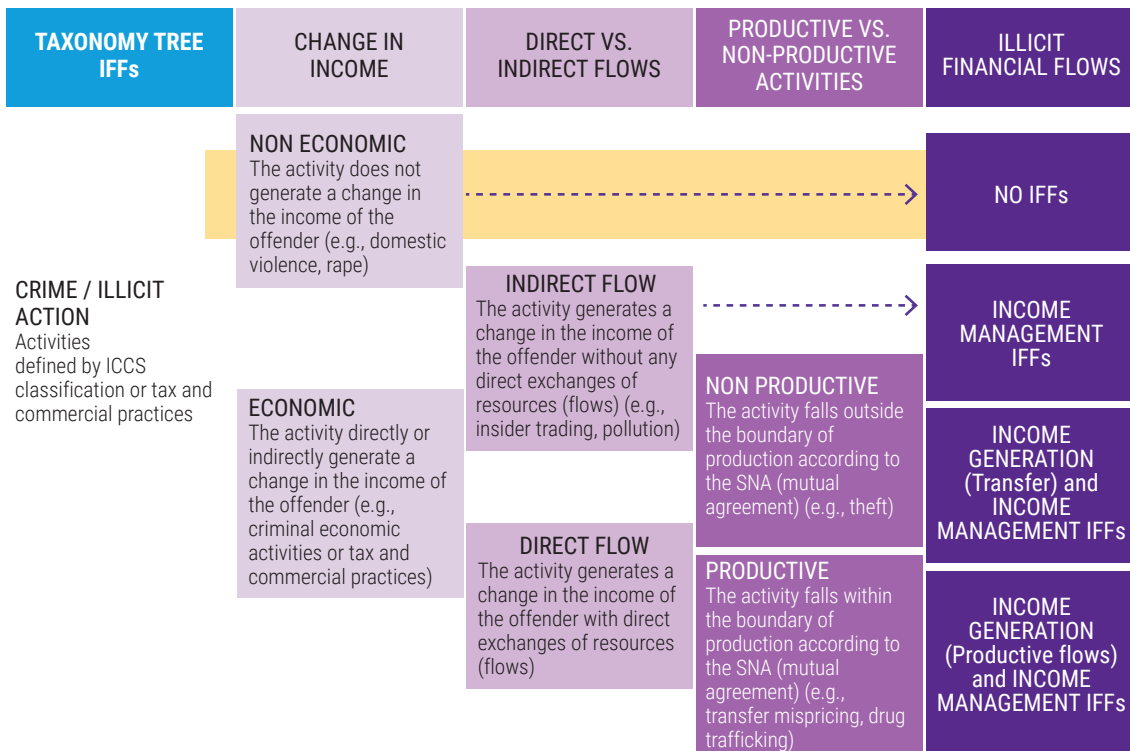 TAXONOMY TREE
IFFs
CHANGE IN
INCOME
DIRECT VS.
INDIRECT FLOWS
PRODUCTIVE VS.
NON-PRODUCTIVE
ACTIVITIES
ILLICIT
FINANCIAL FLOWS
CRIME / ILLICIT
ACTION
Activities
defined by ICCS
classification or tax and
commercial practices
NON ECONOMIC
The activity does not
generate a change in
the income of the
offender (e.g., domestic
violence, rape)
ECONOMIC
The activity directly or
indirectly generate a
change in the income of
the offender (e.g.,
criminal economic
activities or tax and
commercial practices)
INDIRECT FLOW
The activity generates a
change in the income of
the offender without any
direct exchanges of
resources (flows) (e.g.,
insider trading, pollution)
DIRECT FLOW
The activity generates a
change in the income of
the offender with direct
exchanges of resources
(flows)
NON PRODUCTIVE
The activity falls outside
the boundary of
production according to
the SNA (mutual
agreement) (e.g., theft)
PRODUCTIVE
The activity falls within
the boundary of
production according to
the SNA (mutual
agreement) (e.g.,
transfer mispricing, drug
trafficking)
NO IFFs
INCOME
MANAGEMENT
IFFs
INCOME
GENERATION
(Transfer) and
INCOME
MANAGEMENT IFFs
INCOME
GENERATION
(Productive flows)
and INCOME
MANAGEMENT IFFs